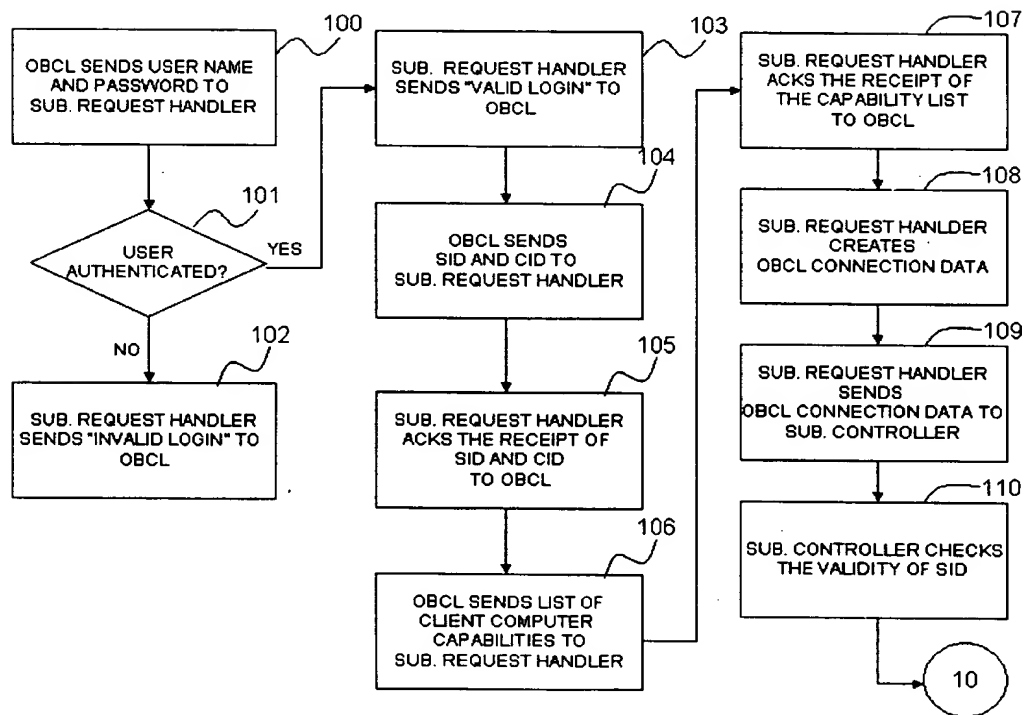 100
OBCL SENDS USER NAME
AND PASSWORD TO
SUB. REQUEST HANDLER
101
USER
AUTHENTICATED?
YES
NO
102
SUB. REQUEST HANDLER
SENDS "INVALID LOGIN" TO
OBCL
103
SUB. REQUEST HANDLER
SENDS "VALID LOGIN" TO
OBCL
104
OBCL SENDS
SID AND CID TO
SUB. REQUEST HANDLER
105
SUB. REQUEST HANDLER
ACKS THE RECEIPT OF
SID AND CID
TO OBCL
106
OBCL SENDS LIST OF
CLIENT COMPUTER
CAPABILITIES TO
SUB. REQUEST HANDLER
107
SUB. REQUEST HANDLER
ACKS THE RECEIPT OF
THE CAPABILITY LIST
TO OBCL
108
SUB. REQUEST HANLDER
CREATES
OBCL CONNECTION DATA
109
SUB. REQUEST HANDLER
SENDS
OBCL CONNECTION DATA TO
SUB. CONTROLLER
110
SUB. CONTROLLER CHECKS
THE VALIDITY OF SID
10